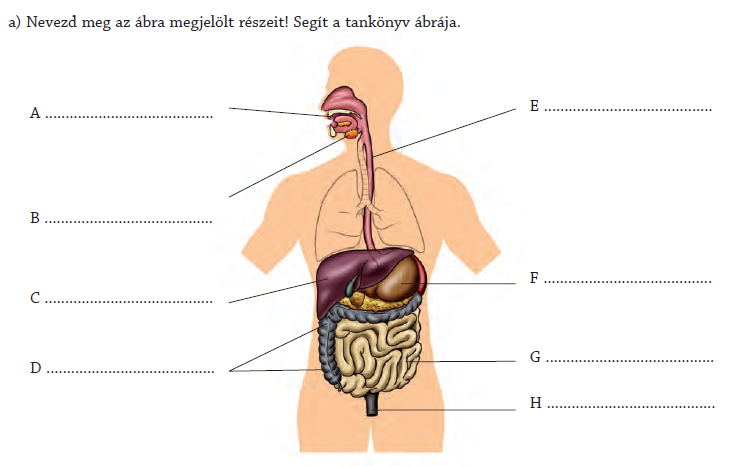 a) Nevezd meg az ábra megjelölt részeit! Segít a tankönyv ábrája.
A ..........................................
B ..........................................
C ..........................................
D ..........................................
E ..........................................
F ..........................................
G ..........................................
H ..........................................